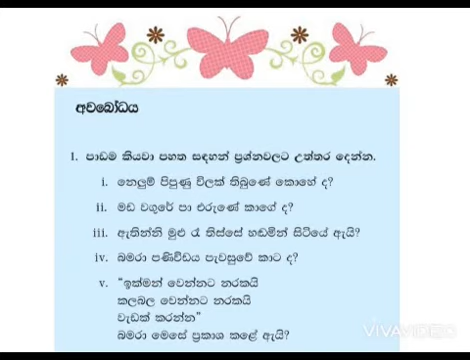 අවබෝධය
1. පාඩම කියවා පහත සඳහන් ප්‍රශ්නවලට උත්තර දෙන්න.
i. නෙලුම් පිපුණු විලක් තිබුණේ කොහේ ද?
ii. මඩ වගුරේ පා එරුණේ කාගේ ද?
iii. ඇතින්නි මුළු රෑ තිස්සේ හඬමින් සිටියේ ඇයි?
iv. බමරා පණිවිඩය පැවසුවේ කාට ද?
v. “ඉක්මන් වෙන්නට නරකයි
කලබල වෙන්නට නරකයි
වැඩක් කරන්න”
බමරා මෙසේ ප්‍රකාශ කළේ ඇයි?
VIVAVIDEO